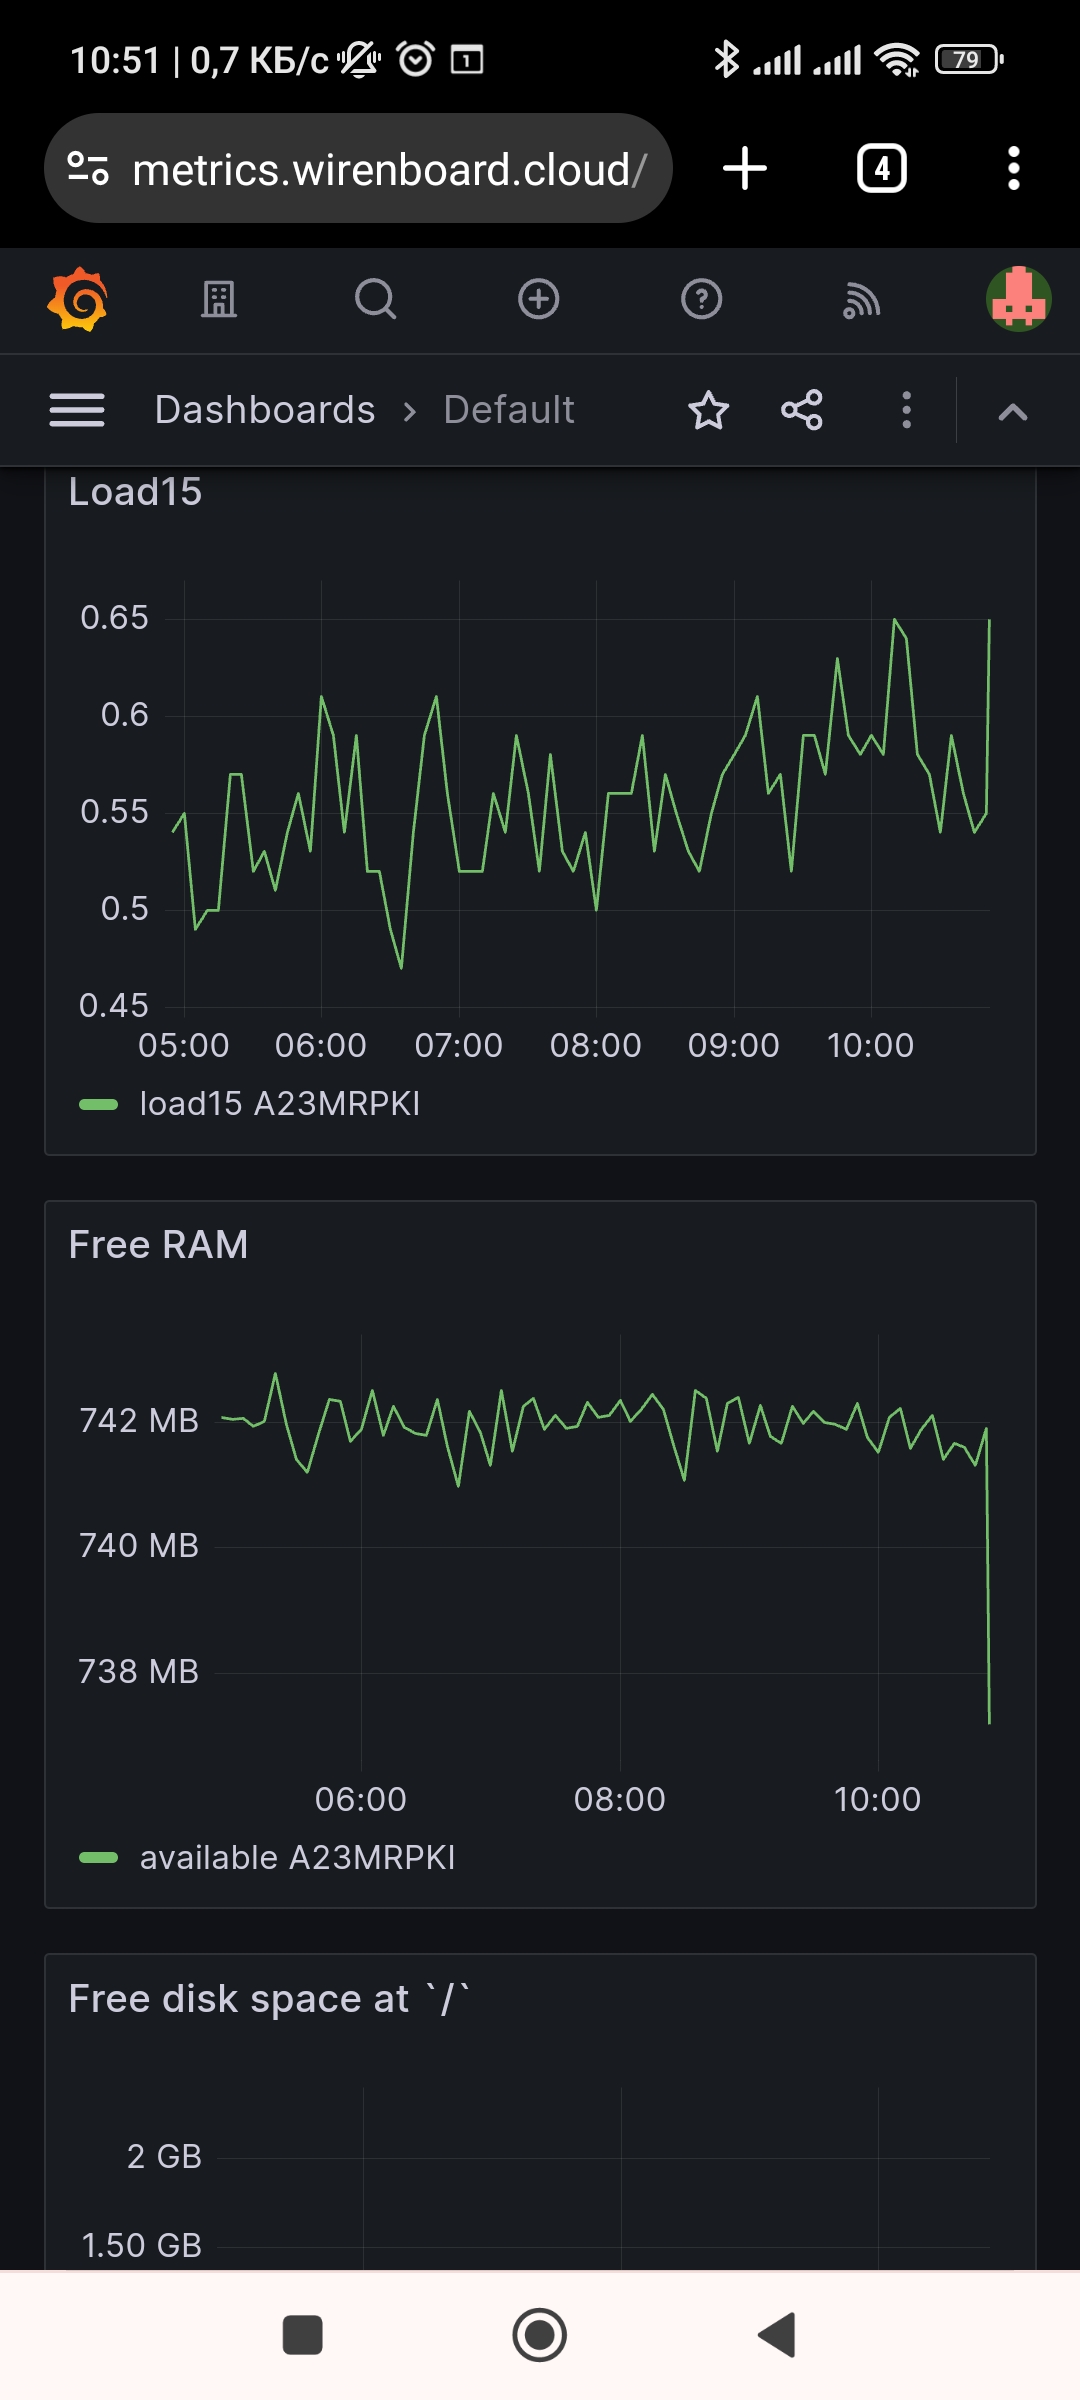 10:51 | 0,7 КБ/с 1 79
metrics.wirenboard.cloud/ 4
Dashboards › Default
Load15
0.65
0.6
0.55
0.5
0.45
05:00 06:00 07:00 08:00 09:00 10:00
load15 A23MRPKI
Free RAM
742 MB
740 MB
738 MB
06:00 08:00 10:00
available A23MRPKI
Free disk space at `/`
2 GB
1.50 GB